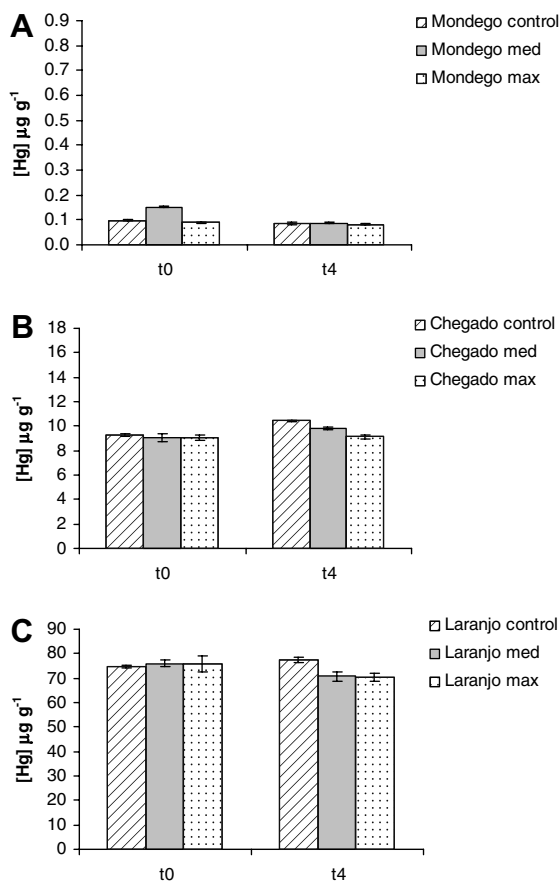 A
Mondego control
Mondego med
Mondego max
[Hg] µg g-1
0.9
0.8
0.7
0.6
0.5
0.4
0.3
0.2
0.1
0.0
t0 t4
B
Chegado control
Chegado med
Chegado max
[Hg] µg g-1
18
16
14
12
10
8
6
4
2
0
t0 t4
C
Laranjo control
Laranjo med
Laranjo max
[Hg] µg g-1
90
80
70
60
50
40
30
20
10
0
t0 t4